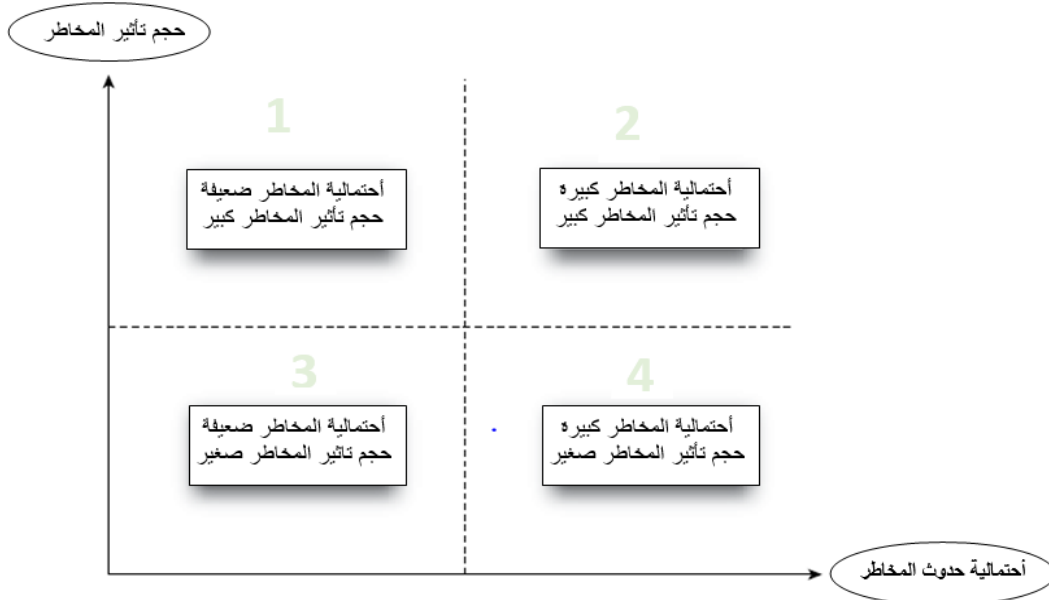 حجم تأثير المخاطر
1
2
أحتمالية المخاطر ضعيفة
حجم تأثير المخاطر كبير
أحتمالية المخاطر كبيره
حجم تأثير المخاطر كبير
3
4
أحتمالية المخاطر ضعيفة
حجم تاثير المخاطر صغير
أحتمالية المخاطر كبيره
حجم تأثير المخاطر صغير
أحتمالية حدوث المخاطر